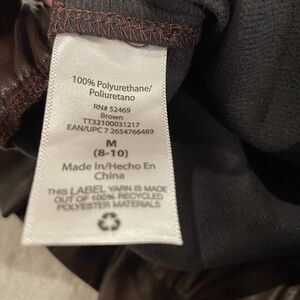 100% Polyurethane/
Poliuretano
RN# 52469
Brown
TT32100031217
EAN/UPC 7 2654766489
M
(8-10)
Made In/Hecho En
China
THIS LABEL YARN IS MADE
OUT OF 100% RECYCLED
POLYESTER MATERIALS